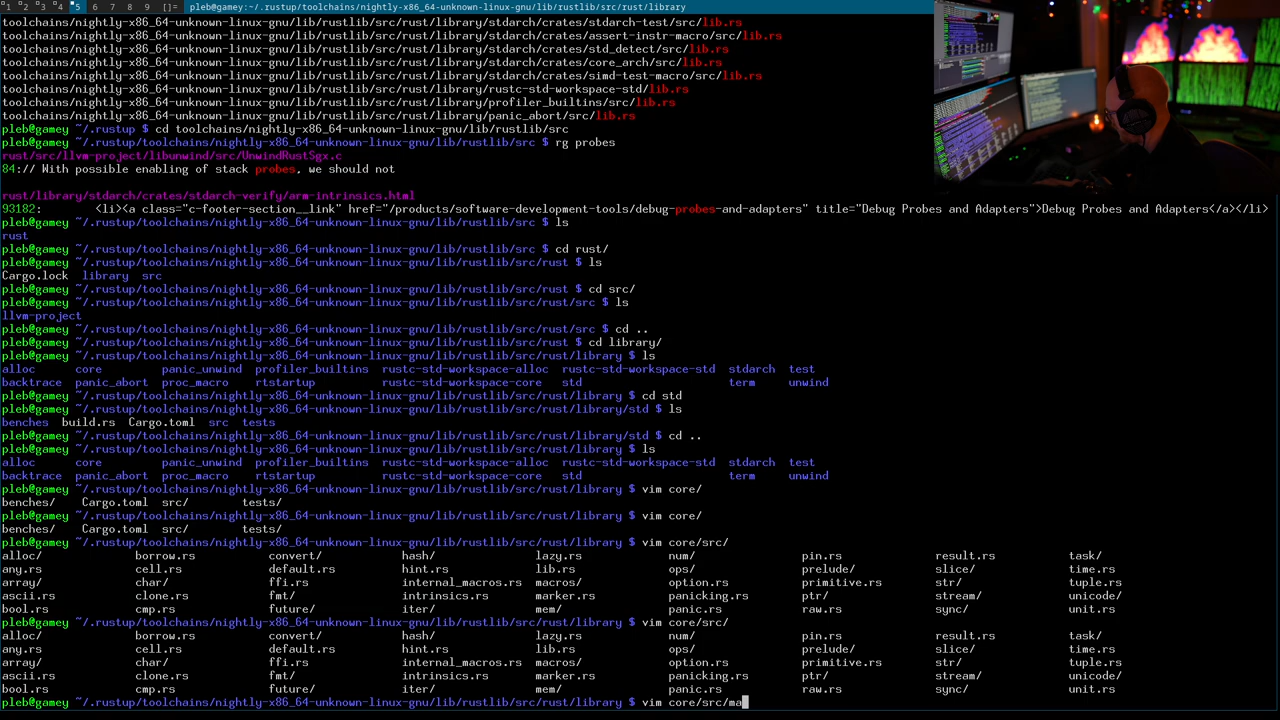 1 2 3 4 5 6 7 8 9 []= pleb@gamey:~/.rustup/toolchains/nightly-x86_64-unknown-linux-gnu/lib/rustlib/src/rust/library
toolchains/nightly-x86_64-unknown-linux-gnu/lib/rustlib/src/rust/library/stdarch/crates/stdarch-test/src/lib.rs
toolchains/nightly-x86_64-unknown-linux-gnu/lib/rustlib/src/rust/library/stdarch/crates/assert-instr-macro/src/lib.rs
toolchains/nightly-x86_64-unknown-linux-gnu/lib/rustlib/src/rust/library/stdarch/crates/std_detect/src/lib.rs
toolchains/nightly-x86_64-unknown-linux-gnu/lib/rustlib/src/rust/library/stdarch/crates/core_arch/src/lib.rs
toolchains/nightly-x86_64-unknown-linux-gnu/lib/rustlib/src/rust/library/stdarch/crates/simd-test-macro/src/lib.rs
toolchains/nightly-x86_64-unknown-linux-gnu/lib/rustlib/src/rust/library/rustc-std-workspace-std/lib.rs
toolchains/nightly-x86_64-unknown-linux-gnu/lib/rustlib/src/rust/library/profiler_builtins/src/lib.rs
toolchains/nightly-x86_64-unknown-linux-gnu/lib/rustlib/src/rust/library/panic_abort/src/lib.rs
pleb@gamey ~/.rustup $ cd toolchains/nightly-x86_64-unknown-linux-gnu/lib/rustlib/src
pleb@gamey ~/.rustup/toolchains/nightly-x86_64-unknown-linux-gnu/lib/rustlib/src $ rg probes
rust/src/llvm-project/libunwind/src/UnwindRustSgx.c
84:// With possible enabling of stack probes, we should not
rust/library/stdarch/crates/stdarch-verify/arm-intrinsics.html
93182: <li><a class="c-footer-section__link" href="/products/software-development-tools/debug-probes-and-adapters" title="Debug Probes and Adapters">Debug Probes and Adapters</a></li>
pleb@gamey ~/.rustup/toolchains/nightly-x86_64-unknown-linux-gnu/lib/rustlib/src $ ls
rust
pleb@gamey ~/.rustup/toolchains/nightly-x86_64-unknown-linux-gnu/lib/rustlib/src $ cd rust/
pleb@gamey ~/.rustup/toolchains/nightly-x86_64-unknown-linux-gnu/lib/rustlib/src/rust $ ls
Cargo.lock library src
pleb@gamey ~/.rustup/toolchains/nightly-x86_64-unknown-linux-gnu/lib/rustlib/src/rust $ cd src/
pleb@gamey ~/.rustup/toolchains/nightly-x86_64-unknown-linux-gnu/lib/rustlib/src/rust/src $ ls
llvm-project
pleb@gamey ~/.rustup/toolchains/nightly-x86_64-unknown-linux-gnu/lib/rustlib/src/rust/src $ cd ..
pleb@gamey ~/.rustup/toolchains/nightly-x86_64-unknown-linux-gnu/lib/rustlib/src/rust $ cd library/
pleb@gamey ~/.rustup/toolchains/nightly-x86_64-unknown-linux-gnu/lib/rustlib/src/rust/library $ ls
alloc core panic_unwind profiler_builtins rustc-std-workspace-alloc rustc-std-workspace-std stdarch test
backtrace panic_abort proc_macro rtstartup rustc-std-workspace-core std term unwind
pleb@gamey ~/.rustup/toolchains/nightly-x86_64-unknown-linux-gnu/lib/rustlib/src/rust/library $ cd std
pleb@gamey ~/.rustup/toolchains/nightly-x86_64-unknown-linux-gnu/lib/rustlib/src/rust/library/std $ ls
benches build.rs Cargo.toml src tests
pleb@gamey ~/.rustup/toolchains/nightly-x86_64-unknown-linux-gnu/lib/rustlib/src/rust/library/std $ cd ..
pleb@gamey ~/.rustup/toolchains/nightly-x86_64-unknown-linux-gnu/lib/rustlib/src/rust/library $ ls
alloc core panic_unwind profiler_builtins rustc-std-workspace-alloc rustc-std-workspace-std stdarch test
backtrace panic_abort proc_macro rtstartup rustc-std-workspace-core std term unwind
pleb@gamey ~/.rustup/toolchains/nightly-x86_64-unknown-linux-gnu/lib/rustlib/src/rust/library $ vim core/
benches/ Cargo.toml src/ tests/
pleb@gamey ~/.rustup/toolchains/nightly-x86_64-unknown-linux-gnu/lib/rustlib/src/rust/library $ vim core/
benches/ Cargo.toml src/ tests/
pleb@gamey ~/.rustup/toolchains/nightly-x86_64-unknown-linux-gnu/lib/rustlib/src/rust/library $ vim core/src/
alloc/ borrow.rs convert/ hash/ lazy.rs num/ pin.rs result.rs task/
any.rs cell.rs default.rs hint.rs lib.rs ops/ prelude/ slice/ time.rs
array/ char/ ffi.rs internal_macros.rs macros/ option.rs primitive.rs str/ tuple.rs
ascii.rs clone.rs fmt/ intrinsics.rs marker.rs panicking.rs ptr/ stream/ unicode/
bool.rs cmp.rs future/ iter/ mem/ panic.rs raw.rs sync/ unit.rs
pleb@gamey ~/.rustup/toolchains/nightly-x86_64-unknown-linux-gnu/lib/rustlib/src/rust/library $ vim core/src/
alloc/ borrow.rs convert/ hash/ lazy.rs num/ pin.rs result.rs task/
any.rs cell.rs default.rs hint.rs lib.rs ops/ prelude/ slice/ time.rs
array/ char/ ffi.rs internal_macros.rs macros/ option.rs primitive.rs str/ tuple.rs
ascii.rs clone.rs fmt/ intrinsics.rs marker.rs panicking.rs ptr/ stream/ unicode/
bool.rs cmp.rs future/ iter/ mem/ panic.rs raw.rs sync/ unit.rs
pleb@gamey ~/.rustup/toolchains/nightly-x86_64-unknown-linux-gnu/lib/rustlib/src/rust/library $ vim core/src/ma